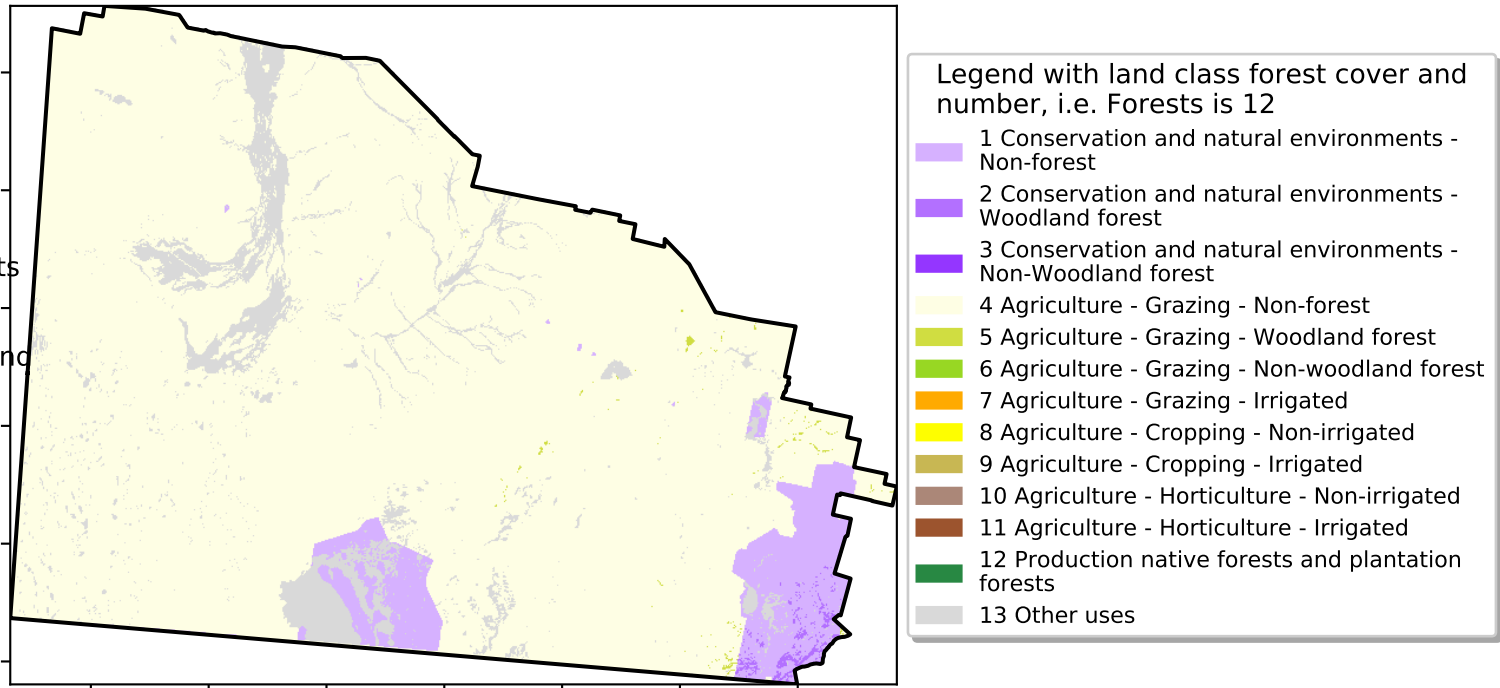 Legend with land class forest cover and
number, i.e. Forests is 12
1 Conservation and natural environments -
Non-forest
2 Conservation and natural environments -
Woodland forest
3 Conservation and natural environments -
Non-Woodland forest
4 Agriculture - Grazing - Non-forest
5 Agriculture - Grazing - Woodland forest
6 Agriculture - Grazing - Non-woodland forest
7 Agriculture - Grazing - Irrigated
8 Agriculture - Cropping - Non-irrigated
9 Agriculture - Cropping - Irrigated
10 Agriculture - Horticulture - Non-irrigated
11 Agriculture - Horticulture - Irrigated
12 Production native forests and plantation
forests
13 Other uses